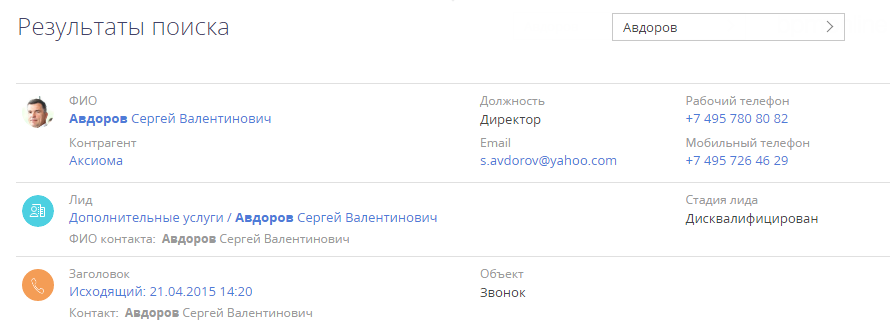 Результаты поиска
Авдоров
ФИО Должность Рабочий телефон
Авдоров Сергей Валентинович Директор +7 495 780 80 82
Контрагент Email Мобильный телефон
Аксиома s.avdorov@yahoo.com +7 495 726 46 29
Лид Стадия лида
Дополнительные услуги / Авдоров Сергей Валентинович Дисквалифицирован
ФИО контакта: Авдоров Сергей Валентинович
Заголовок Объект
Исходящий: 21.04.2015 14:20 Звонок
Контакт: Авдоров Сергей Валентинович